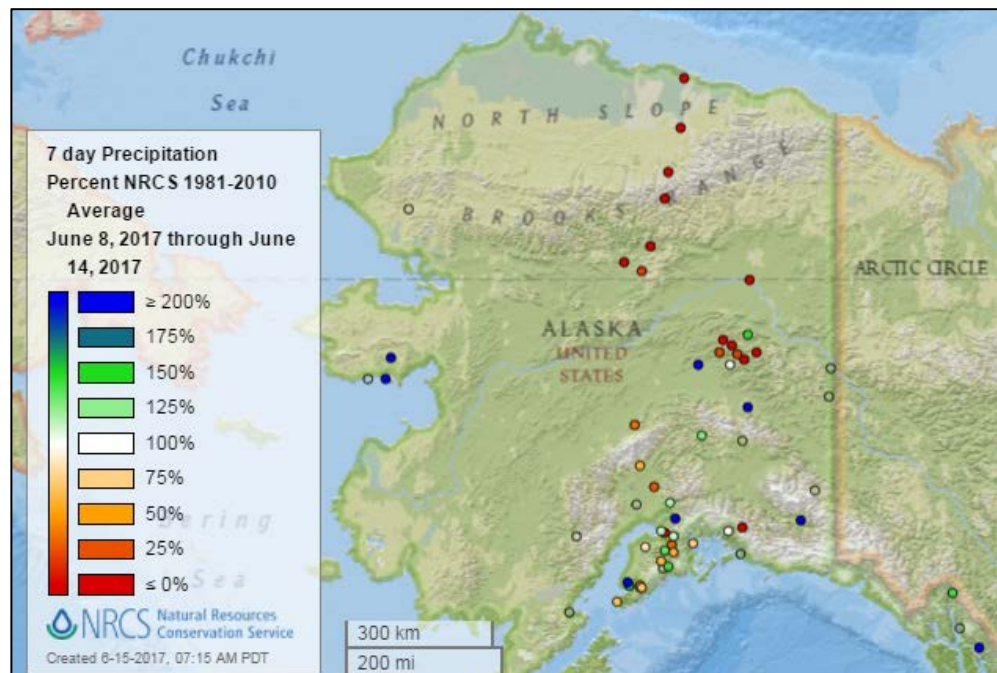 Chukchi
Sea
NORTH SLOPE
BROOKS RANGE
ARCTIC CIRCLE
ALASKA
UNITED
STATES
Bering
Sea
7 day Precipitation
Percent NRCS 1981-2010
Average
June 8, 2017 through June
14, 2017
≥ 200%
175%
150%
125%
100%
75%
50%
25%
≤ 0%
NRCS Natural Resources
Conservation Service
Created 6-15-2017, 07:15 AM PDT
300 km
200 mi